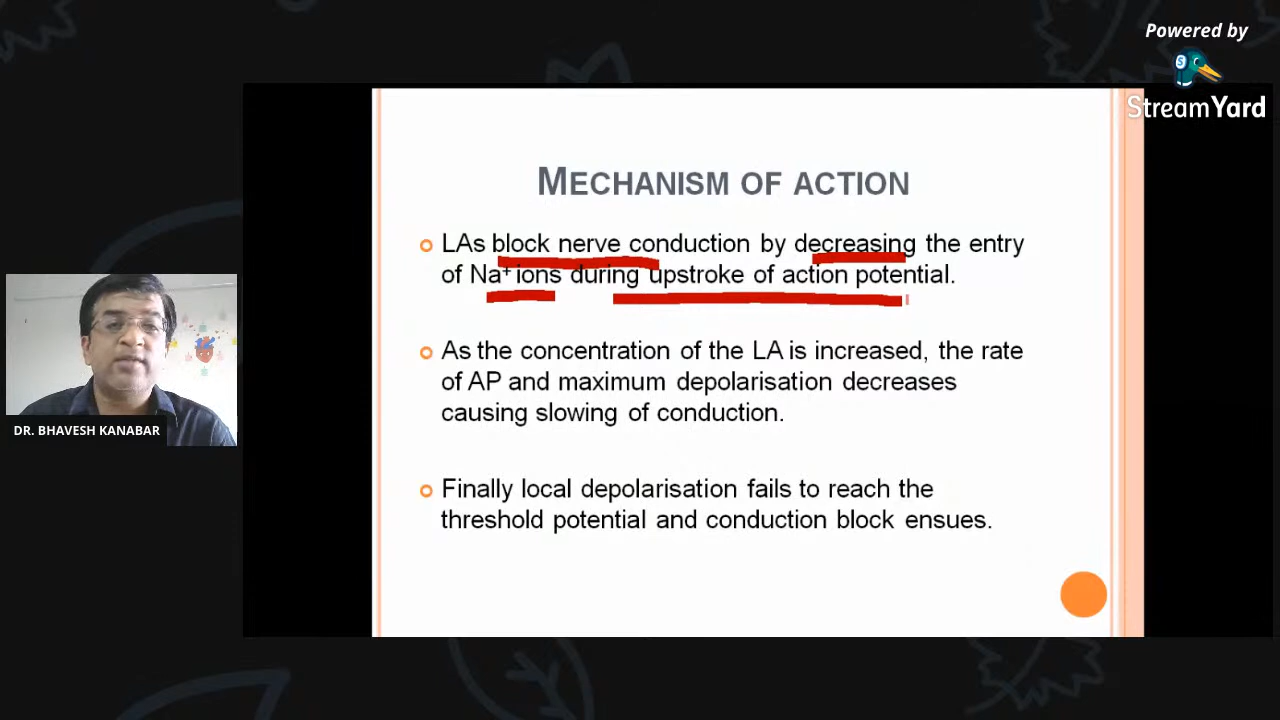 Powered by
StreamYard
MECHANISM OF ACTION
LAs block nerve conduction by decreasing the entry
of Na⁺ ions during upstroke of action potential.
As the concentration of the LA is increased, the rate
of AP and maximum depolarisation decreases
causing slowing of conduction.
Finally local depolarisation fails to reach the
threshold potential and conduction block ensues.
DR. BHAVESH KANABAR